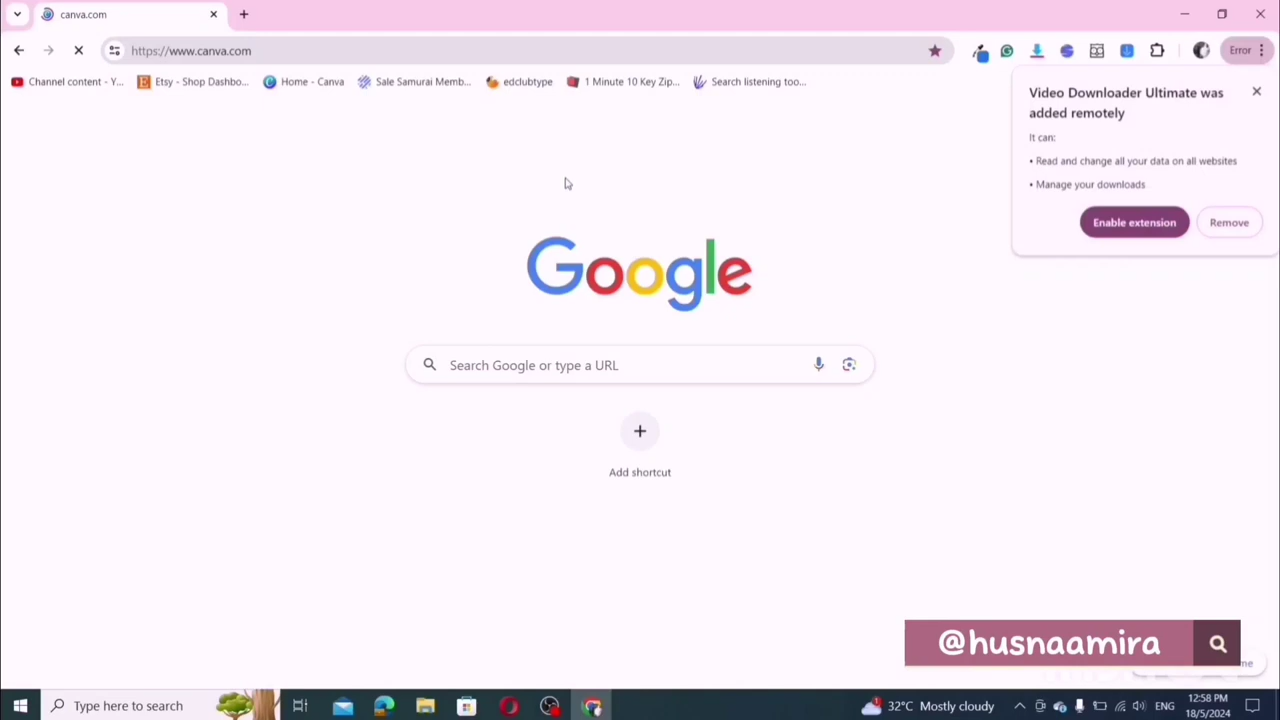 canva.com
https://www.canva.com
Error
Channel content - Y...
Etsy - Shop Dashbo...
Home - Canva
Sale Samurai Memb...
edclubtype
1 Minute 10 Key Zip...
Search listening too...
Video Downloader Ultimate was
added remotely
It can:
• Read and change all your data on all websites
• Manage your downloads
Enable extension
Remove
Google
Search Google or type a URL
Add shortcut
@husnaamira
Type here to search
32°C Mostly cloudy
ENG
12:58 PM
18/5/2024